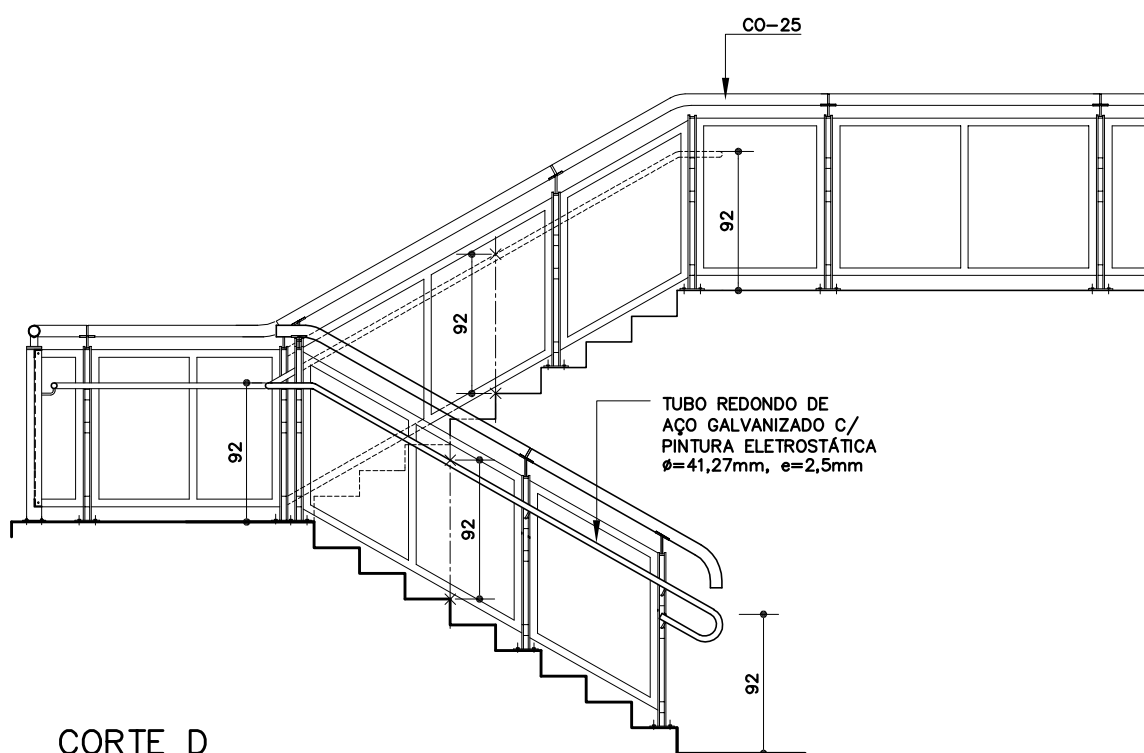 CO-25
92
92
TUBO REDONDO DE
AÇO GALVANIZADO C/
PINTURA ELETROSTÁTICA
ø=41,27mm, e=2,5mm
92
92
92
CORTE D